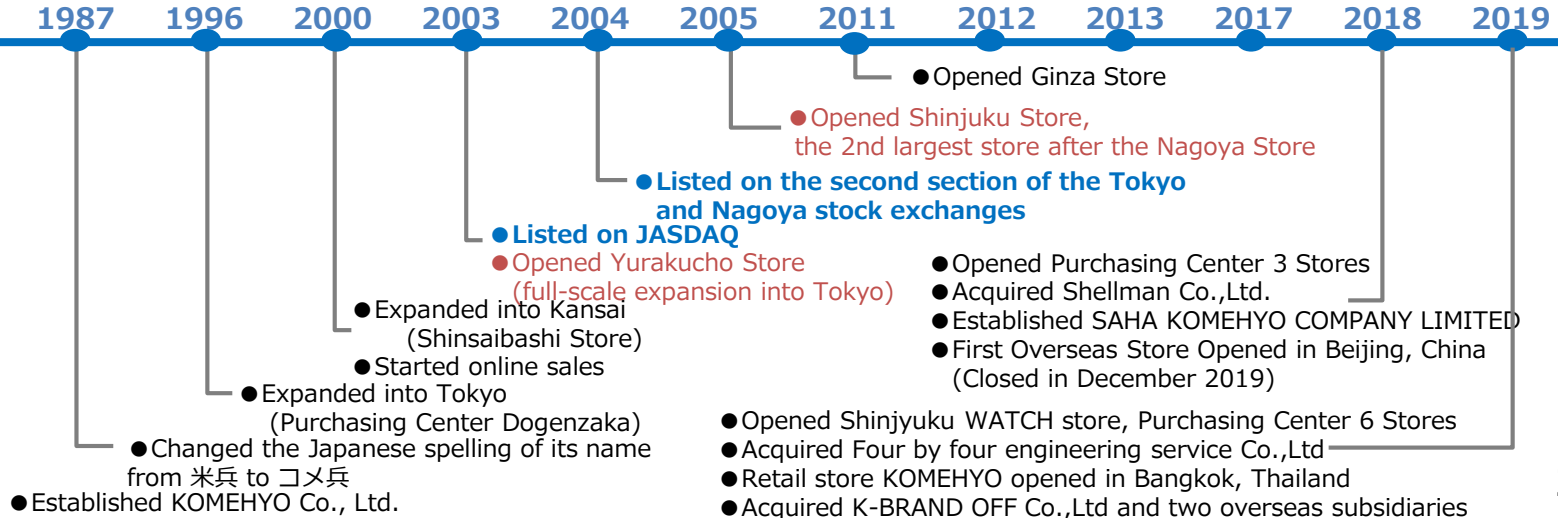 1987 1996 2000 2003 2004 2005 2011 2012 2013 2017 2018 2019
●Opened Ginza Store
●Opened Shinjuku Store,
the 2nd largest store after the Nagoya Store
●Listed on the second section of the Tokyo
and Nagoya stock exchanges
●Listed on JASDAQ
●Opened Yurakucho Store
(full-scale expansion into Tokyo)
●Expanded into Kansai
(Shinsaibashi Store)
●Started online sales
●Expanded into Tokyo
(Purchasing Center Dogenzaka)
●Changed the Japanese spelling of its name
from 米兵 to コメ兵
●Established KOMEHYO Co., Ltd.
●Opened Purchasing Center 3 Stores
●Acquired Shellman Co.,Ltd.
●Established SAHA KOMEHYO COMPANY LIMITED
●First Overseas Store Opened in Beijing, China
(Closed in December 2019)
●Opened Shinjyuku WATCH store, Purchasing Center 6 Stores
●Acquired Four by four engineering service Co.,Ltd
●Retail store KOMEHYO opened in Bangkok, Thailand
●Acquired K-BRAND OFF Co.,Ltd and two overseas subsidiaries